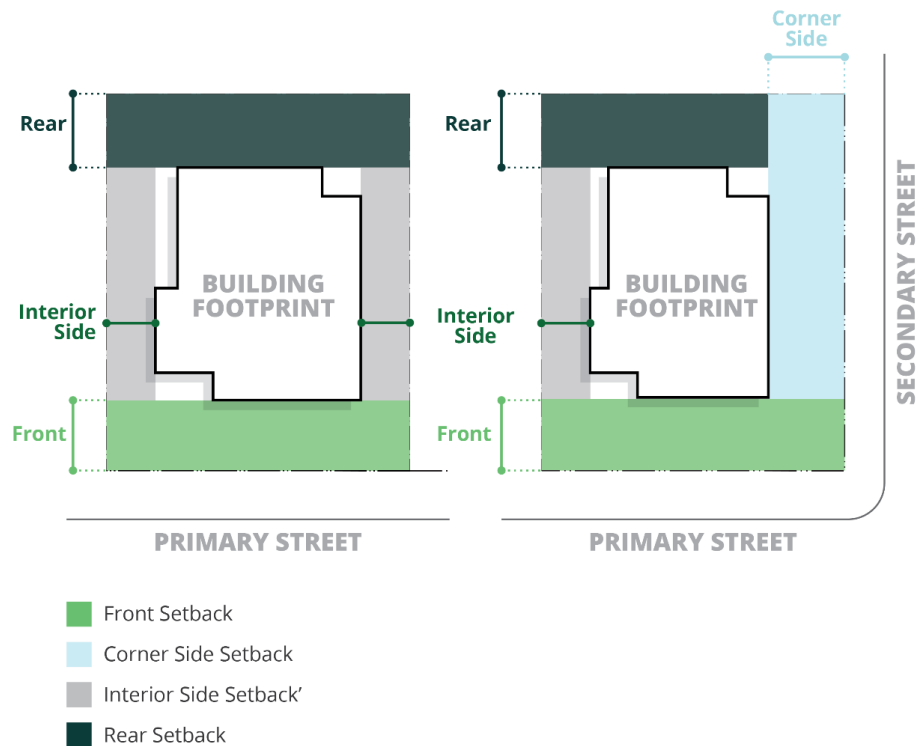 Corner
Side
Rear
Rear
BUILDING
FOOTPRINT
BUILDING
FOOTPRINT
Interior
Side
Interior
Side
SECONDARY STREET
Front
Front
PRIMARY STREET
PRIMARY STREET
Front Setback
Corner Side Setback
Interior Side Setback’
Rear Setback